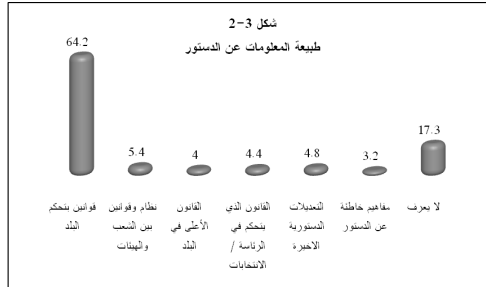 شكل 3-2
طبيعة المعلومات عن الدستور
64.2
5.4
4
4.4
4.8
3.2
17.3
قوانين بتحكم
البلد
نظام وقوانين
بين الشعب
والهيئات
القانون
الأعلى في
البلد
القانون الذي
يتحكم في
الرئاسة /
الانتخابات
التعديلات
الدستورية
الاخيرة
مفاهيم خاطئة
عن الدستور
لا يعرف